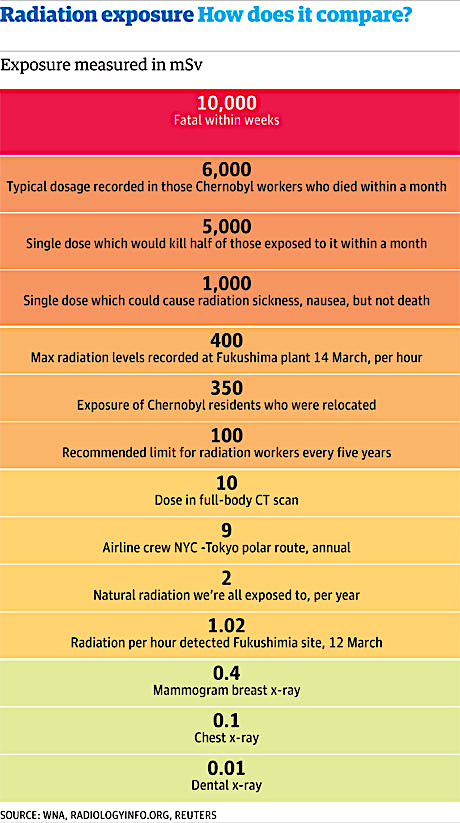 Radiation exposure How does it compare?
Exposure measured in mSv
10,000
Fatal within weeks
6,000
Typical dosage recorded in those Chernobyl workers who died within a month
5,000
Single dose which would kill half of those exposed to it within a month
1,000
Single dose which could cause radiation sickness, nausea, but not death
400
Max radiation levels recorded at Fukushima plant 14 March, per hour
350
Exposure of Chernobyl residents who were relocated
100
Recommended limit for radiation workers every five years
10
Dose in full-body CT scan
9
Airline crew NYC -Tokyo polar route, annual
2
Natural radiation we're all exposed to, per year
1.02
Radiation per hour detected Fukushimia site, 12 March
0.4
Mammogram breast x-ray
0.1
Chest x-ray
0.01
Dental x-ray
SOURCE: WNA, RADIOLOGYINFO.ORG, REUTERS